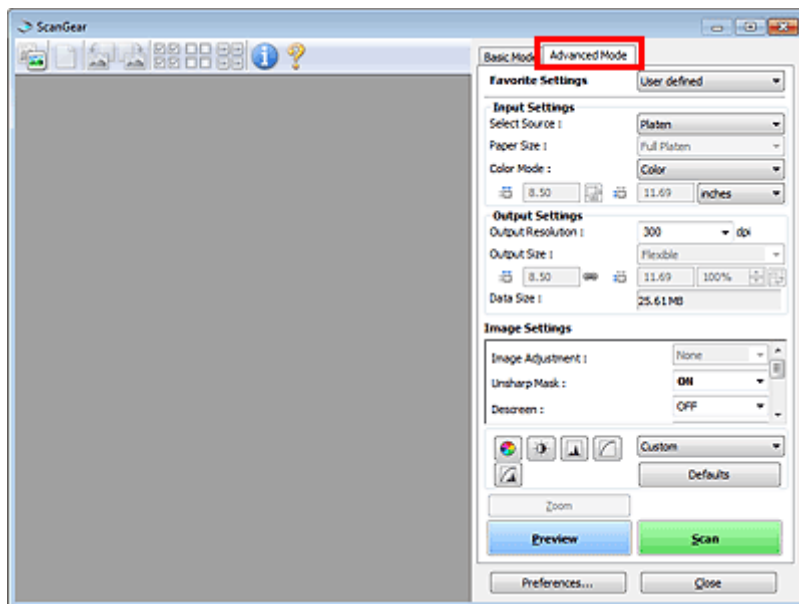 ScanGear
Basic Mode Advanced Mode
Favorite Settings User defined
Input Settings
Select Source : Platen
Paper Size : Full Platen
Color Mode : Color
8.50 11.69 inches
Output Settings
Output Resolution : 300 dpi
Output Size : Flexible
8.50 11.69 100%
Data Size : 25.61 MB
Image Settings
Image Adjustment : None
Unsharp Mask : ON
Descreen : OFF
Custom
Defaults
Zoom
Preview Scan
Preferences... Close